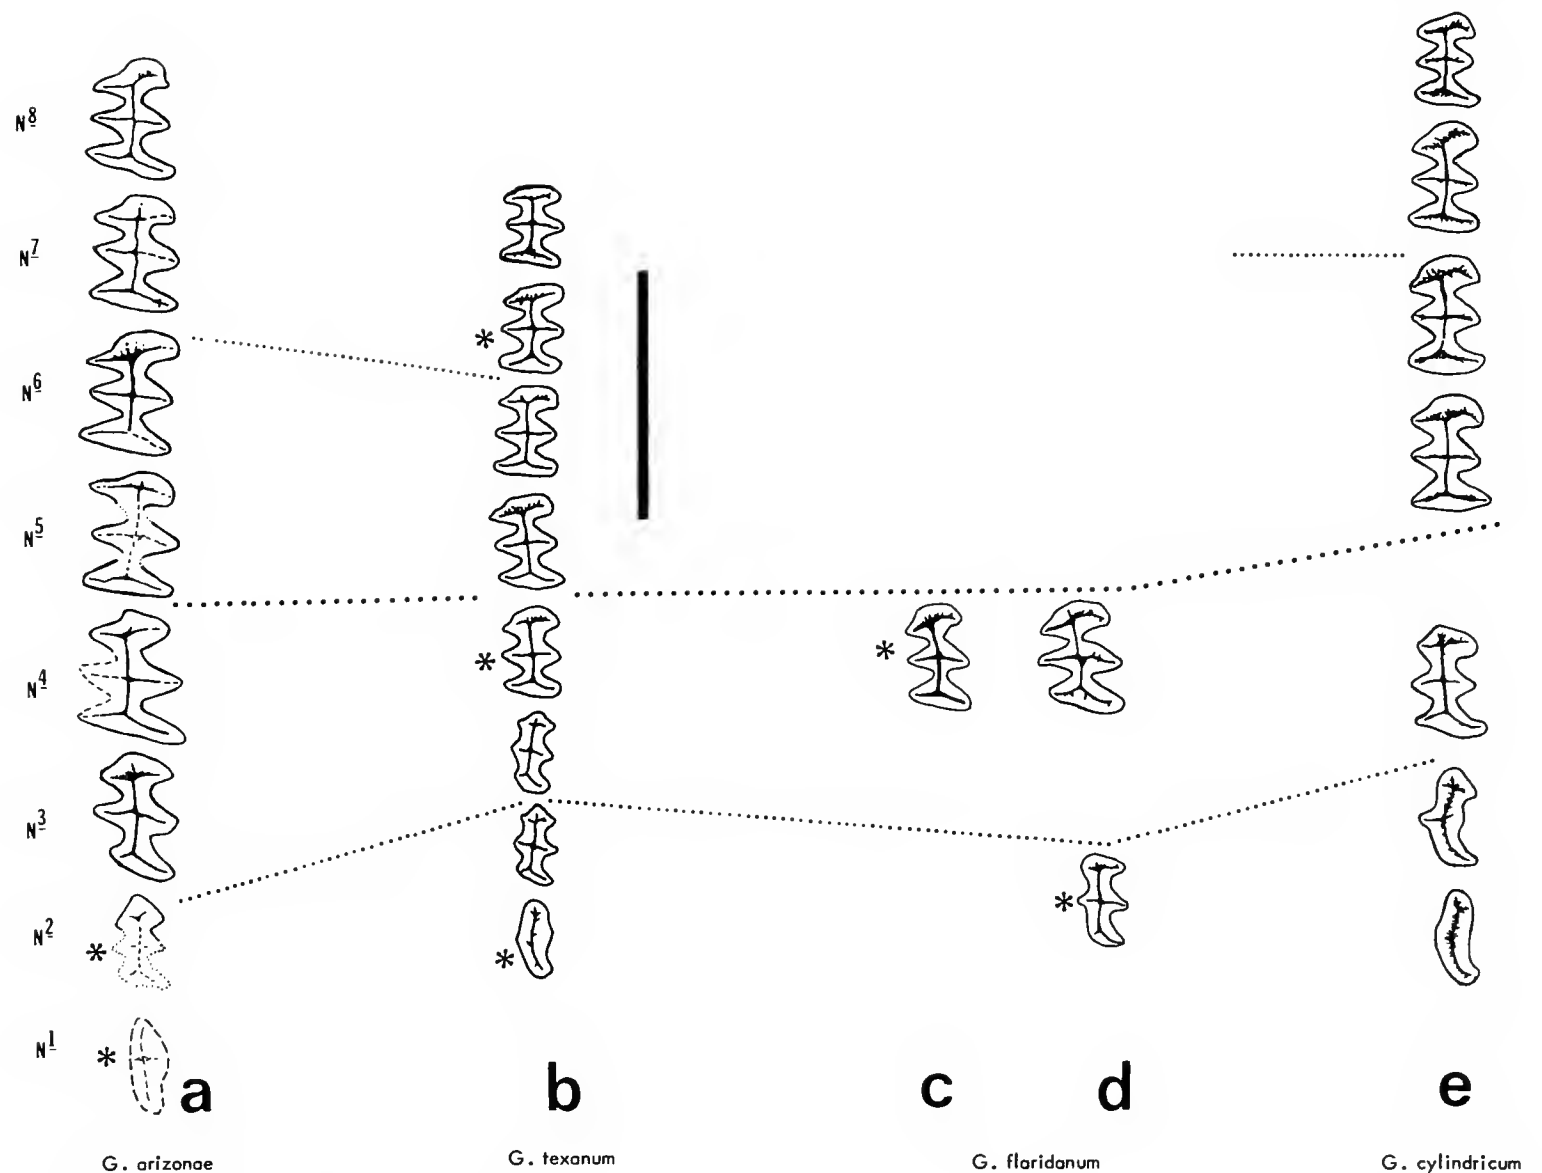 N8
N7
*
N6
N5
*
*
N4
N3
*
N2
*
*
N1
*
a
b
c
d
e
G. arizonae
G. texanum
G. floridanum
G. cylindricum